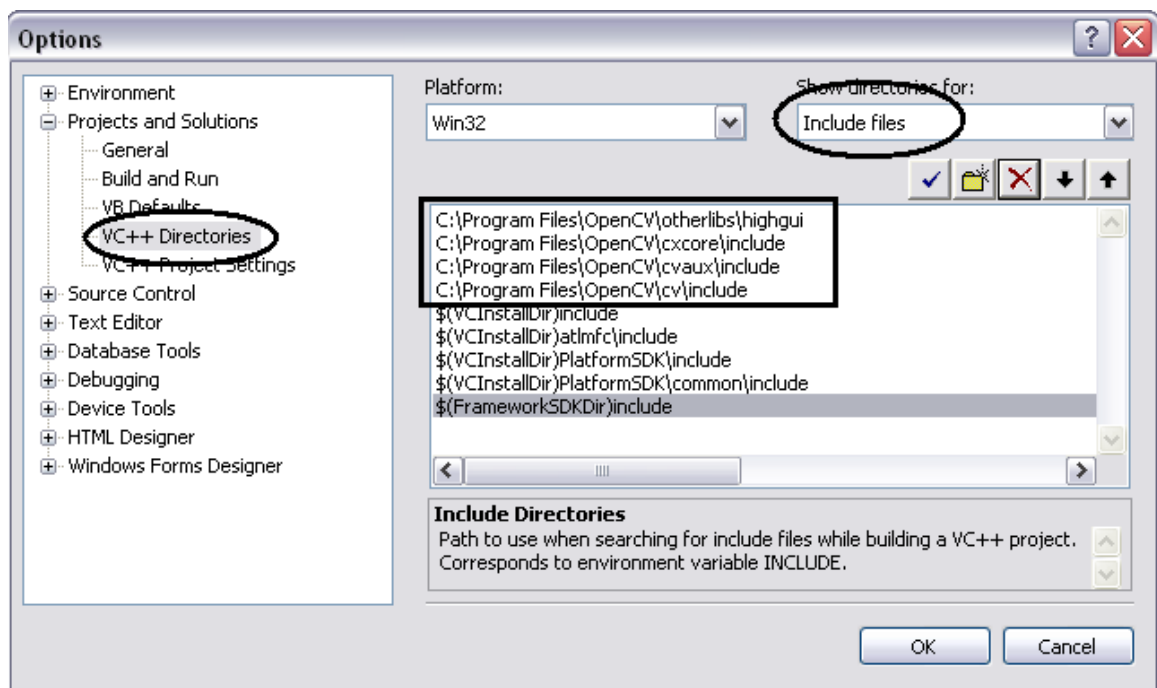 Options
Environment
Projects and Solutions
General
Build and Run
VB Defaults
VC++ Directories
VC++ Project Settings
Source Control
Text Editor
Database Tools
Debugging
Device Tools
HTML Designer
Windows Forms Designer
Platform:
Win32
Show directories for:
Include files
C:\Program Files\OpenCV\otherlibs\highgui
C:\Program Files\OpenCV\cxcore\include
C:\Program Files\OpenCV\cvaux\include
C:\Program Files\OpenCV\cv\include
$(VCInstallDir)include
$(VCInstallDir)atlmfc\include
$(VCInstallDir)PlatformSDK\include
$(VCInstallDir)PlatformSDK\common\include
$(FrameworkSDKDir)include
Include Directories
Path to use when searching for include files while building a VC++ project.
Corresponds to environment variable INCLUDE.
OK
Cancel